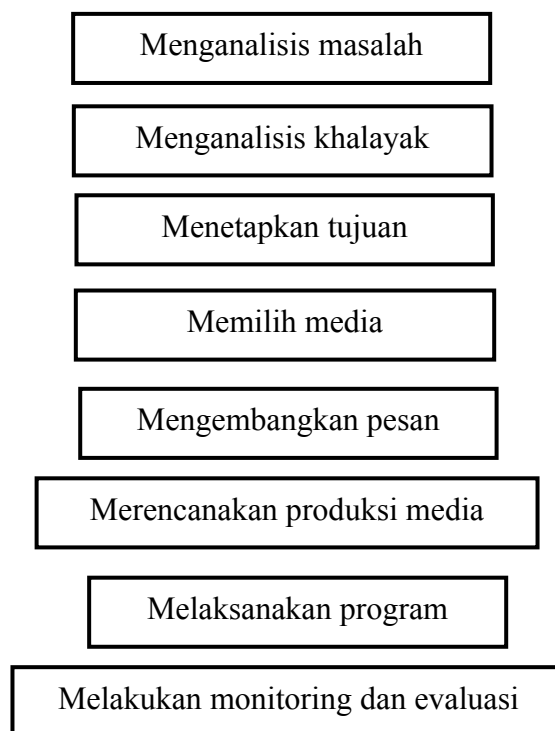 Menganalisis masalah
Menganalisis khalayak
Menetapkan tujuan
Memilih media
Mengembangkan pesan
Merencanakan produksi media
Melaksanakan program
Melakukan monitoring dan evaluasi